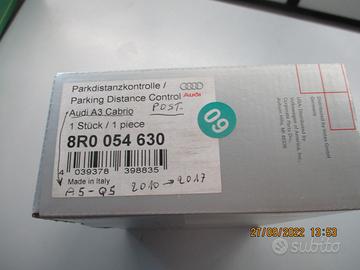 Parkdistanzkontrolle /
Parking Distance Control
Audi
Audi A3 Cabrio
POST.
1 Stück / 1 piece
8R0 054 630
4 039378 398835
Made in Italy
A5-Q5 2010 → 2017
09
27/09/2022 13:53
subito